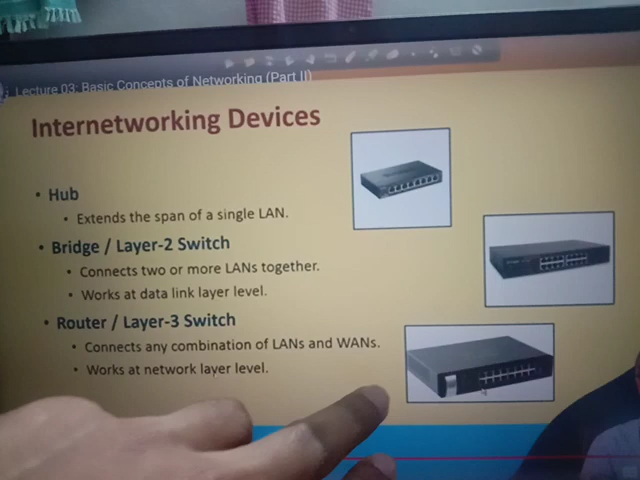 Lecture 03: Basic Concepts of Networking (Part II)
Internetworking Devices
• Hub
• Extends the span of a single LAN.
• Bridge / Layer-2 Switch
• Connects two or more LANs together.
• Works at data link layer level.
• Router / Layer-3 Switch
• Connects any combination of LANs and WANs.
• Works at network layer level.